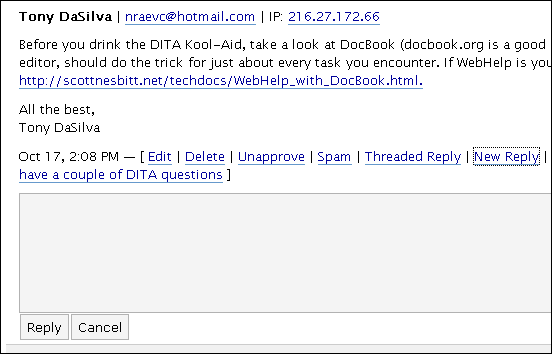 Tony DaSilva | nraevc@hotmail.com | IP: 216.27.172.66
Before you drink the DITA Kool-Aid, take a look at DocBook (docbook.org is a good
editor, should do the trick for just about every task you encounter. If WebHelp is you
http://scottnesbitt.net/techdocs/WebHelp_with_DocBook.html.
All the best,
Tony DaSilva
Oct 17, 2:08 PM — [ Edit | Delete | Unapprove | Spam | Threaded Reply | New Reply |
have a couple of DITA questions ]
Reply Cancel